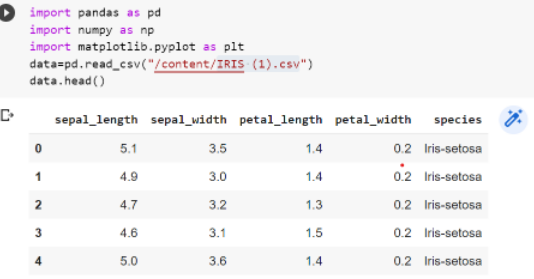 import pandas as pd
import numpy as np
import matplotlib.pyplot as plt
data=pd.read_csv("/content/IRIS (1).csv")
data.head()
sepal_length sepal_width petal_length petal_width species
0 5.1 3.5 1.4 0.2 Iris-setosa
1 4.9 3.0 1.4 0.2 Iris-setosa
2 4.7 3.2 1.3 0.2 Iris-setosa
3 4.6 3.1 1.5 0.2 Iris-setosa
4 5.0 3.6 1.4 0.2 Iris-setosa